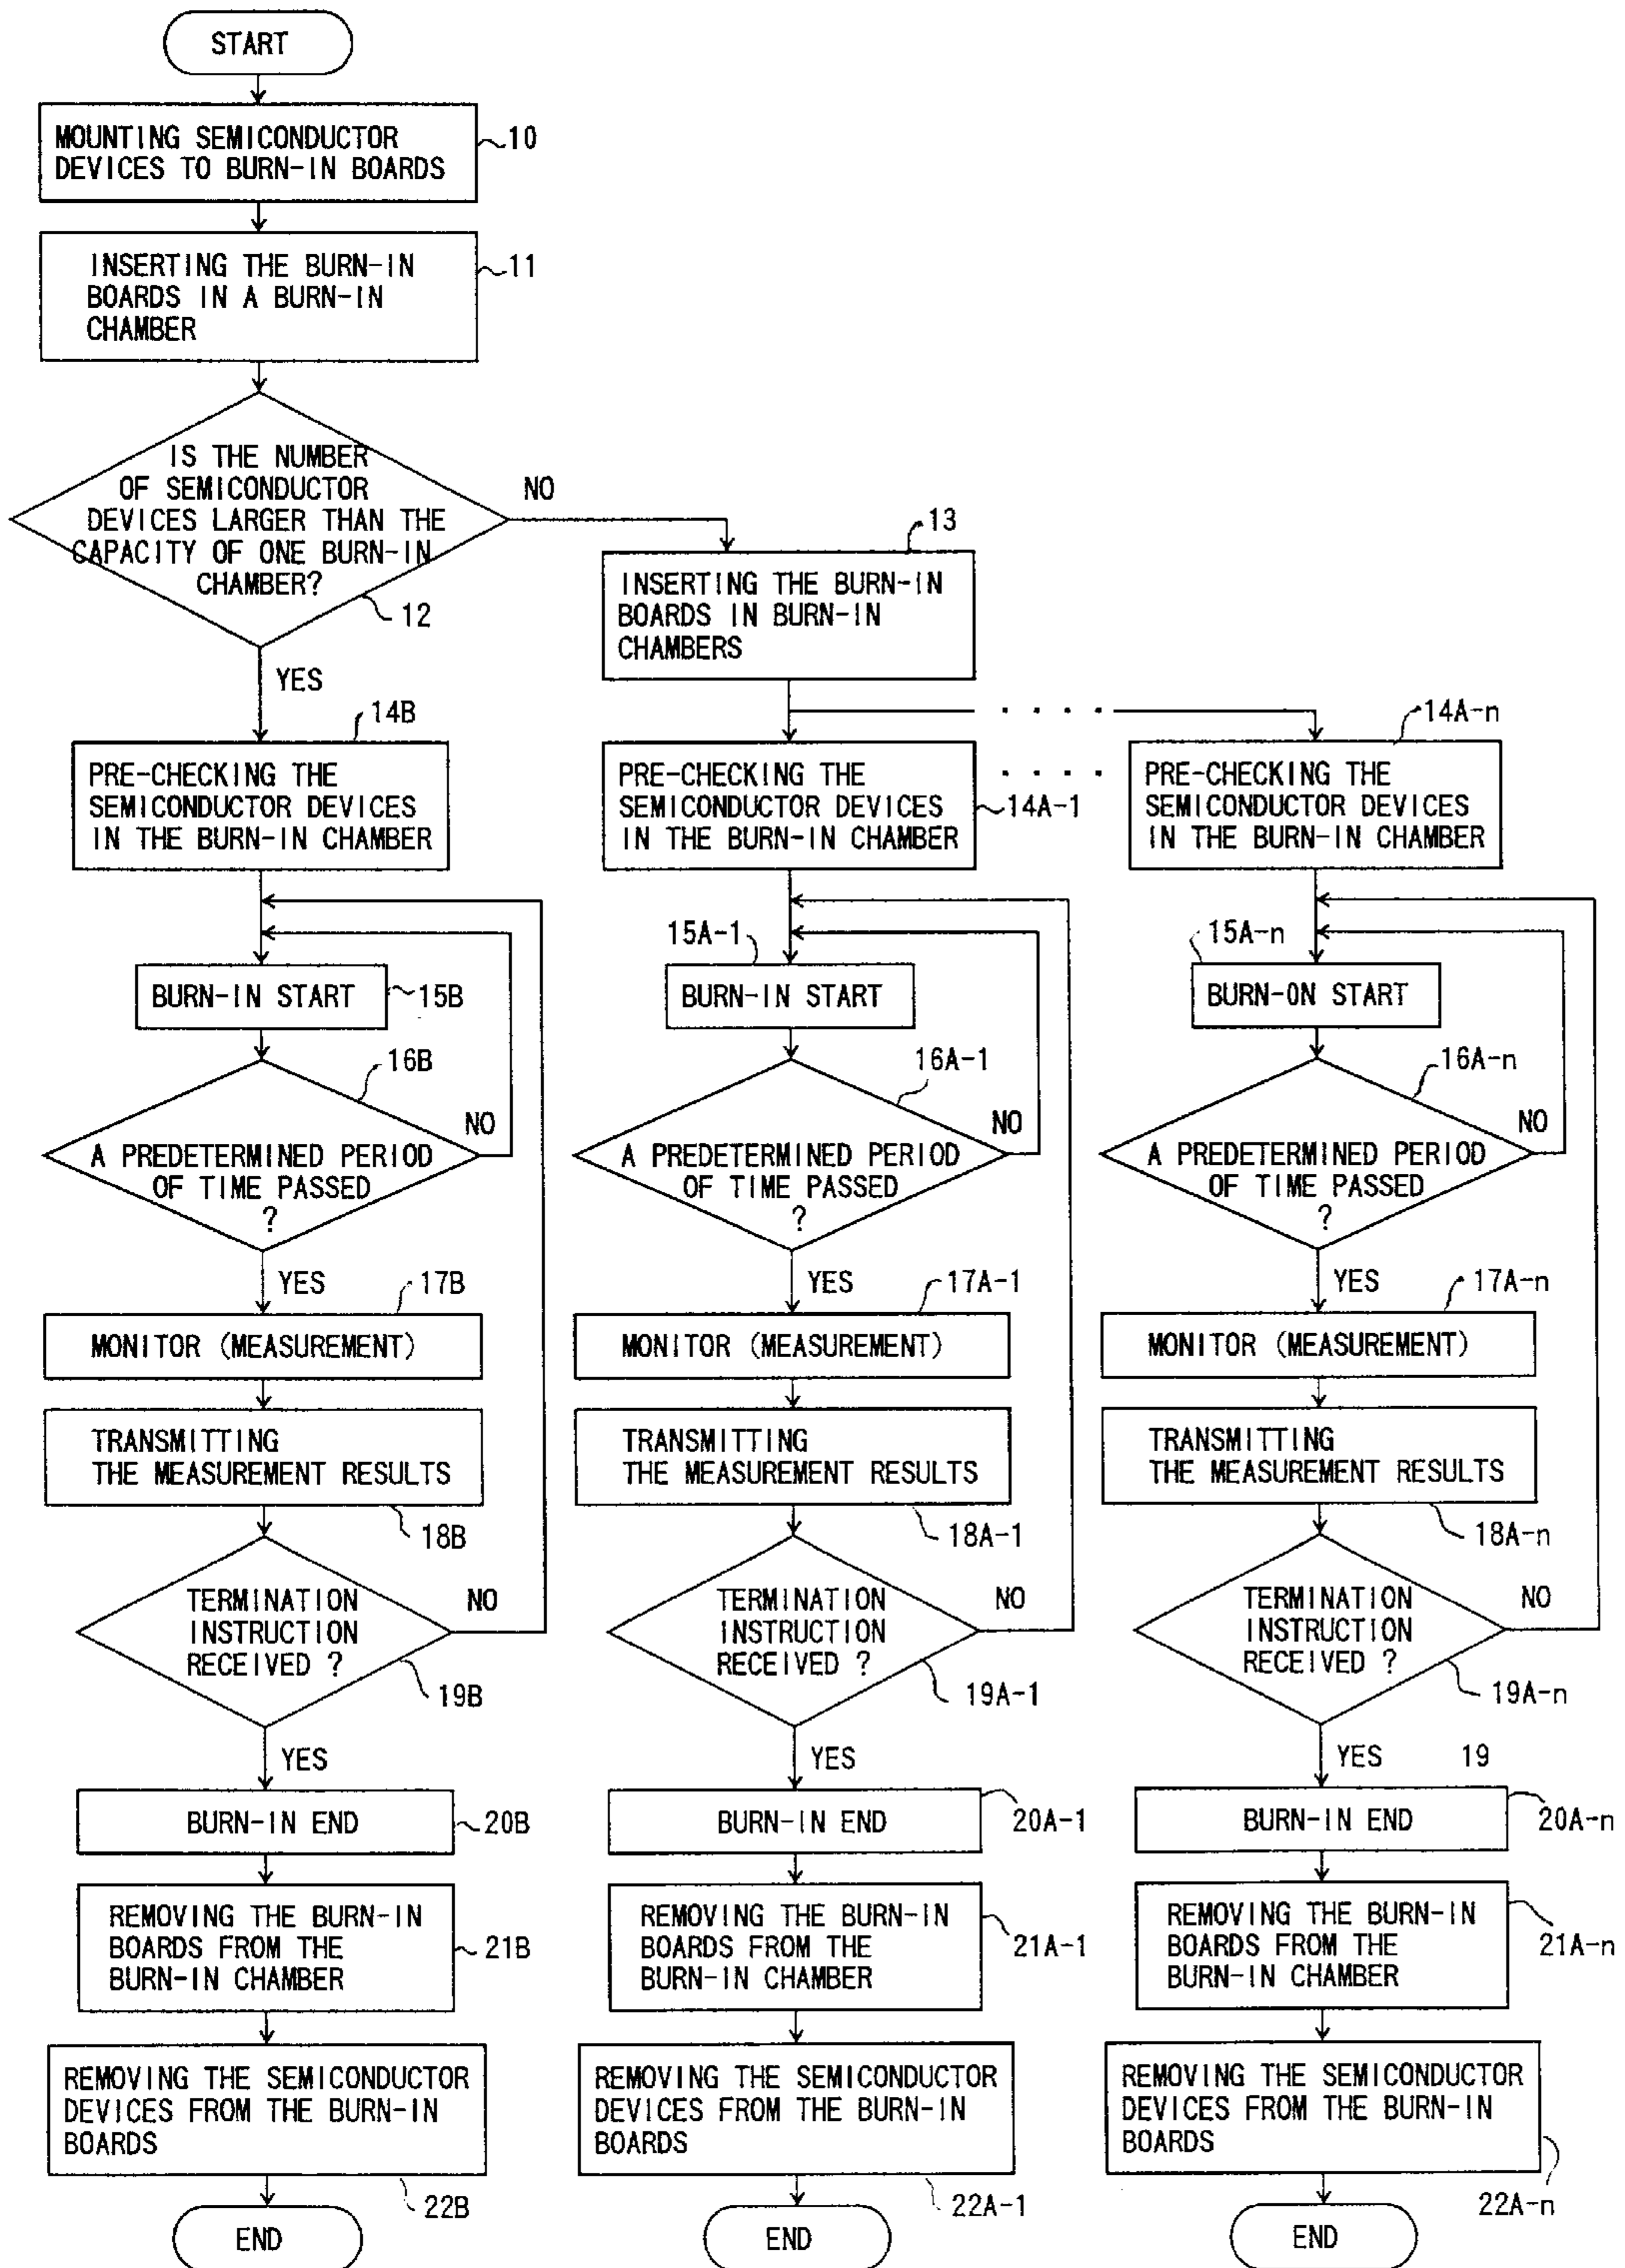 START
MOUNTING SEMICONDUCTOR
DEVICES TO BURN-IN BOARDS
10
INSERTING THE BURN-IN
BOARDS IN A BURN-IN
CHAMBER
11
IS THE NUMBER
OF SEMICONDUCTOR
DEVICES LARGER THAN THE
CAPACITY OF ONE BURN-IN
CHAMBER?
12
NO
YES
13
INSERTING THE BURN-IN
BOARDS IN BURN-IN
CHAMBERS
14B
PRE-CHECKING THE
SEMICONDUCTOR DEVICES
IN THE BURN-IN CHAMBER
BURN-IN START
15B
16B
A PREDETERMINED PERIOD
OF TIME PASSED
?
NO
YES
17B
MONITOR (MEASUREMENT)
TRANSMITTING
THE MEASUREMENT RESULTS
18B
TERMINATION
INSTRUCTION
RECEIVED ?
NO
19B
YES
BURN-IN END
20B
REMOVING THE BURN-IN
BOARDS FROM THE
BURN-IN CHAMBER
21B
REMOVING THE SEMICONDUCTOR
DEVICES FROM THE BURN-IN
BOARDS
22B
END
PRE-CHECKING THE
SEMICONDUCTOR DEVICES
IN THE BURN-IN CHAMBER
14A-1
15A-1
BURN-IN START
16A-1
A PREDETERMINED PERIOD
OF TIME PASSED
?
NO
YES
17A-1
MONITOR (MEASUREMENT)
TRANSMITTING
THE MEASUREMENT RESULTS
18A-1
TERMINATION
INSTRUCTION
RECEIVED ?
NO
19A-1
YES
BURN-IN END
20A-1
REMOVING THE BURN-IN
BOARDS FROM THE
BURN-IN CHAMBER
21A-1
REMOVING THE SEMICONDUCTOR
DEVICES FROM THE BURN-IN
BOARDS
22A-1
END
14A-n
PRE-CHECKING THE
SEMICONDUCTOR DEVICES
IN THE BURN-IN CHAMBER
15A-n
BURN-ON START
16A-n
A PREDETERMINED PERIOD
OF TIME PASSED
?
NO
YES
17A-n
MONITOR (MEASUREMENT)
TRANSMITTING
THE MEASUREMENT RESULTS
18A-n
TERMINATION
INSTRUCTION
RECEIVED ?
NO
19A-n
YES
19
BURN-IN END
20A-n
REMOVING THE BURN-IN
BOARDS FROM THE
BURN-IN CHAMBER
21A-n
REMOVING THE SEMICONDUCTOR
DEVICES FROM THE BURN-IN
BOARDS
22A-n
END